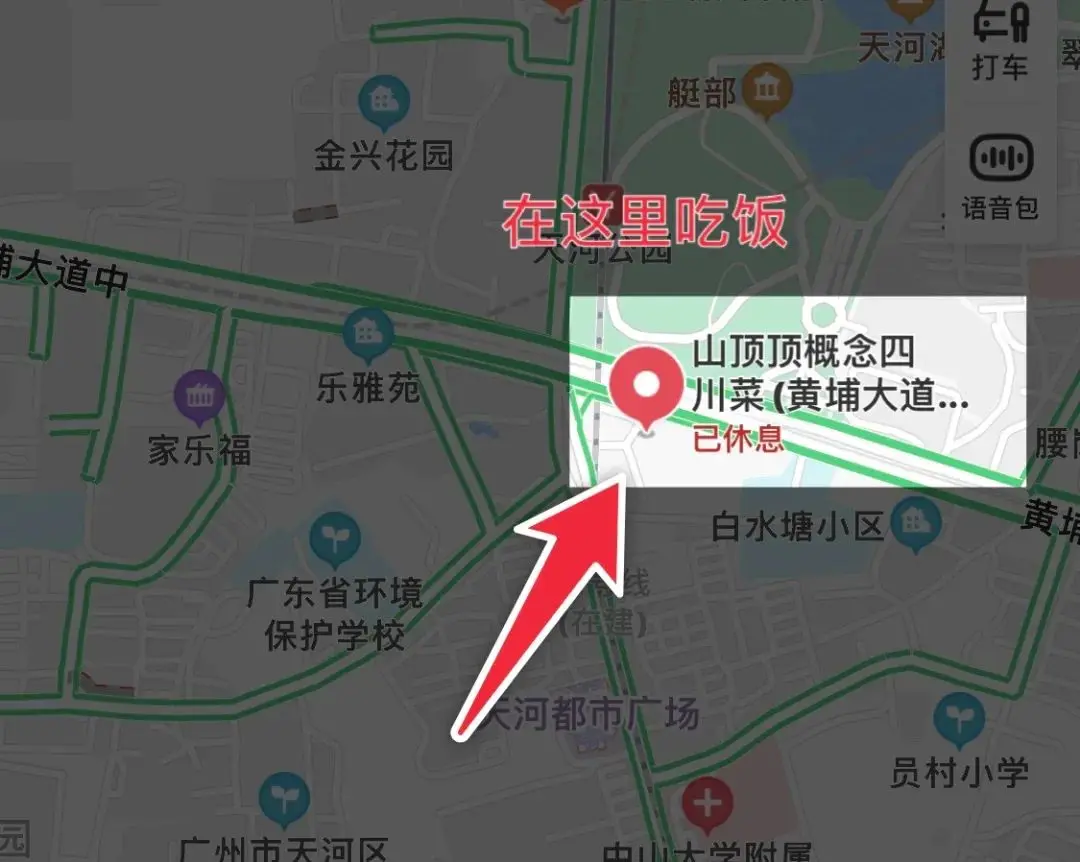 天河湖
打车
翠
艇部
金兴花园
语音包
在这里吃饭
天河公园
埔大道中
山顶顶概念四
川菜 (黄埔大道...
已休息
乐雅苑
家乐福
腰岗
白水塘小区
黄埔
广东省环境
保护学校
线
(在建)
天河都市广场
员村小学
园
广州市天河区
中山大学附属